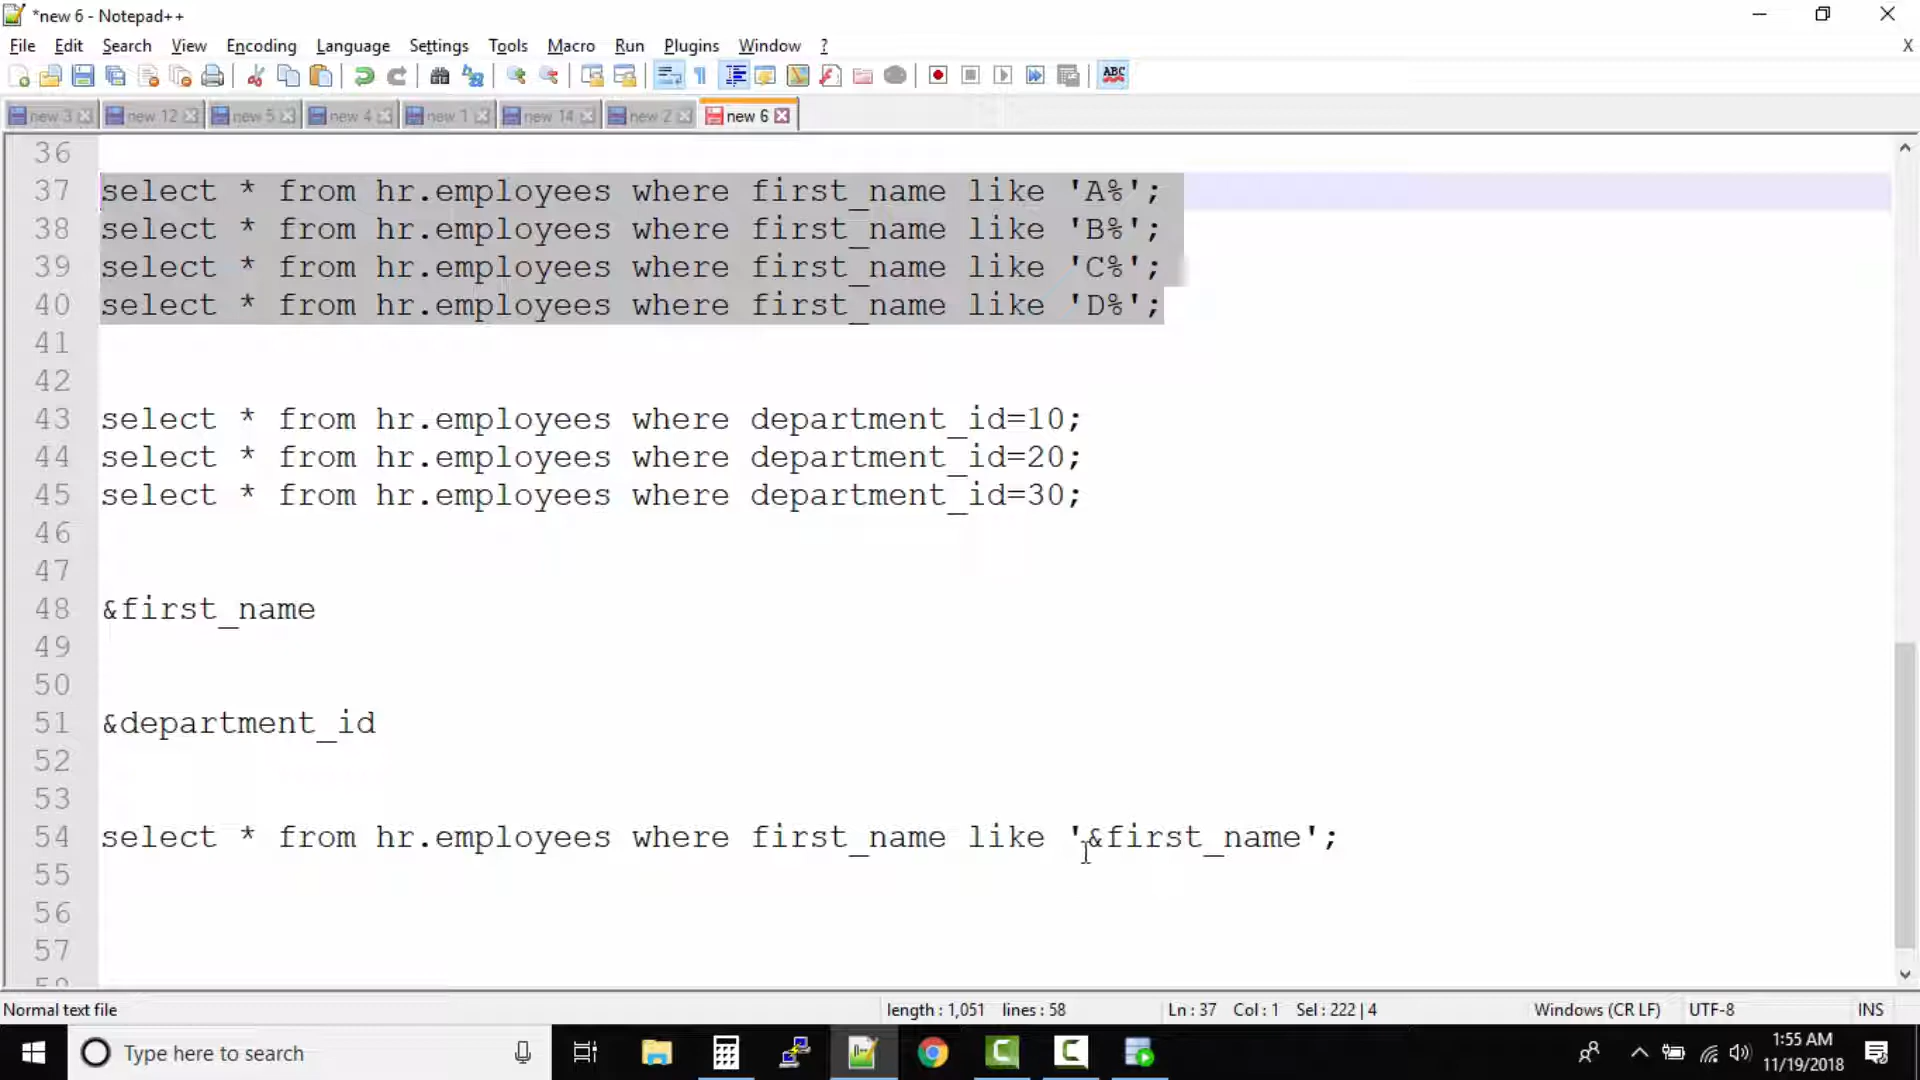 *new 6 - Notepad++
File Edit Search View Encoding Language Settings Tools Macro Run Plugins Window ? X
ABC
new 3 new 12 new 5 new 4 new 1 new 14 new 2 new 6
36
37 select * from hr.employees where first_name like 'A%';
38 select * from hr.employees where first_name like 'B%';
39 select * from hr.employees where first_name like 'C%';
40 select * from hr.employees where first_name like 'D%';
41
42
43 select * from hr.employees where department_id=10;
44 select * from hr.employees where department_id=20;
45 select * from hr.employees where department_id=30;
46
47
48 &first_name
49
50
51 &department_id
52
53
54 select * from hr.employees where first_name like '&first_name';
55
56
57
58
Normal text file length : 1,051 lines : 58 Ln : 37 Col : 1 Sel : 222 | 4 Windows (CR LF) UTF-8 INS
Type here to search
1:55 AM
11/19/2018